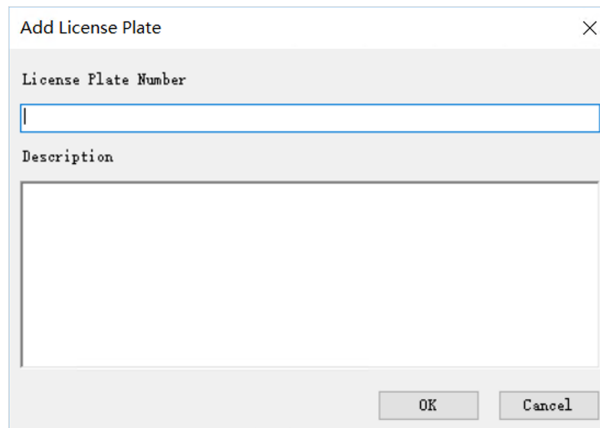 Add License Plate
License Plate Number
Description
OK
Cancel